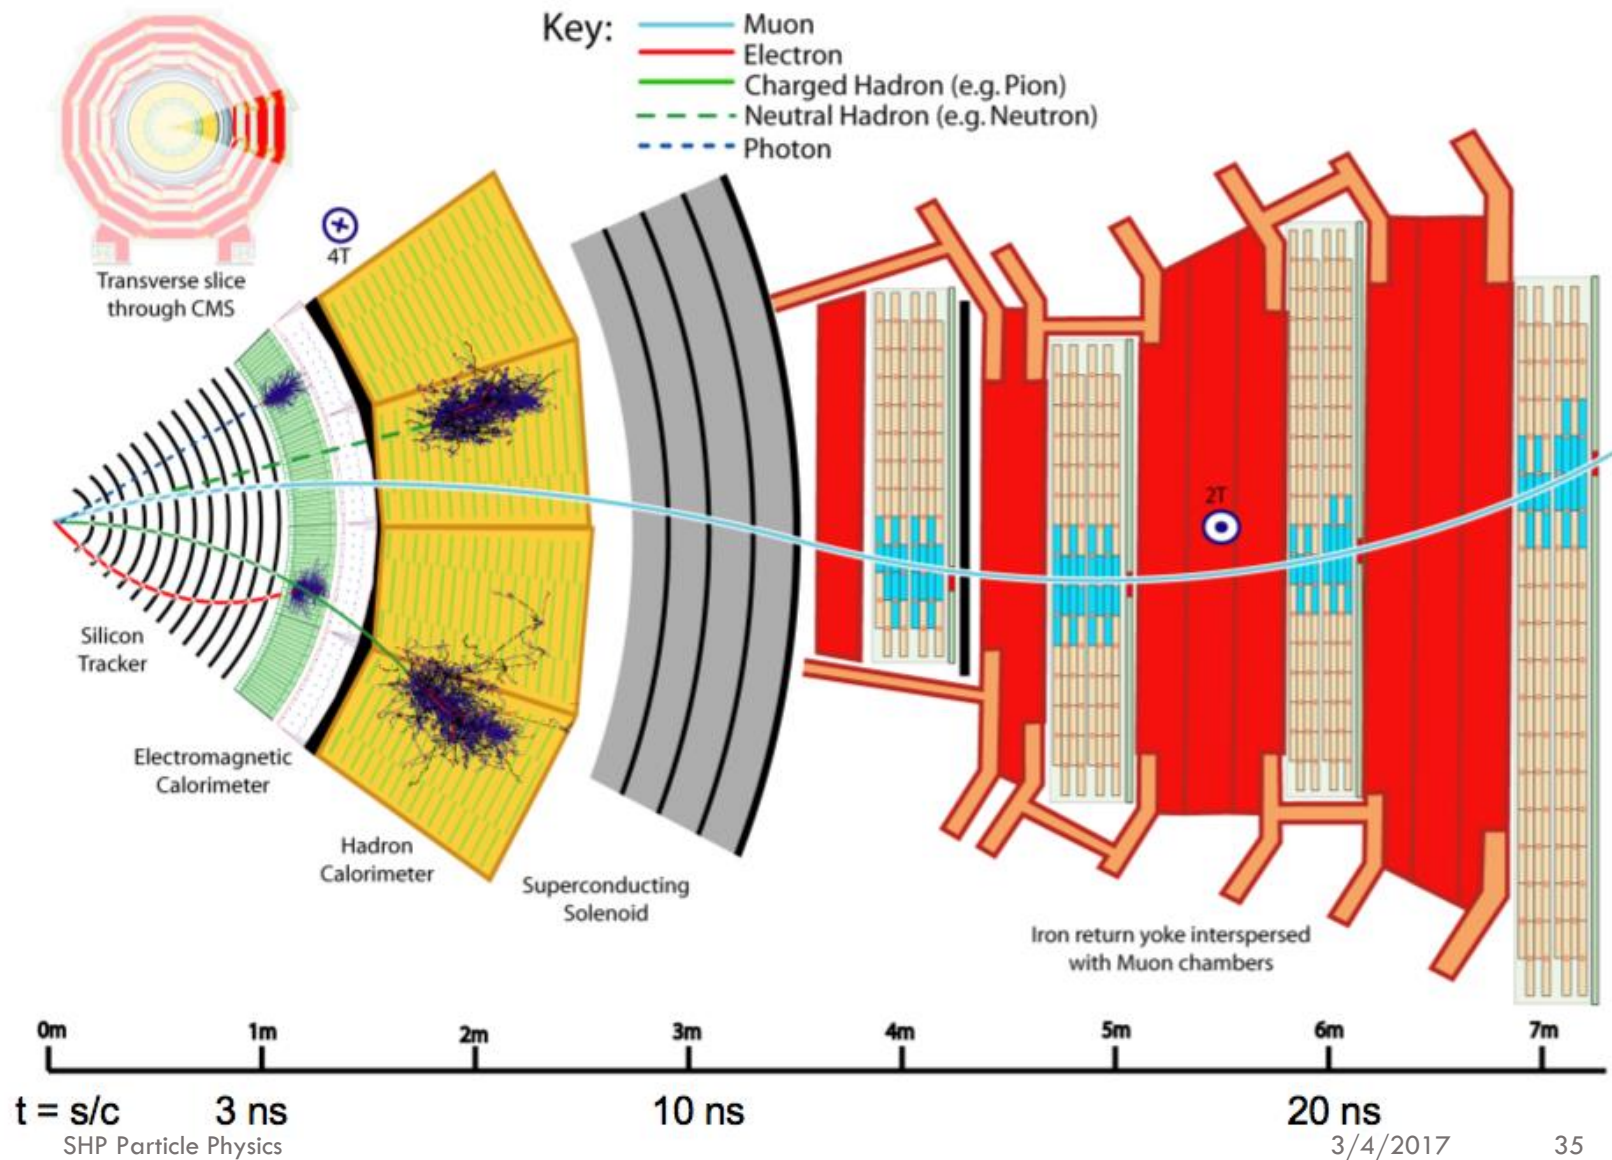 Key:
Muon
Electron
Charged Hadron (e.g. Pion)
Neutral Hadron (e.g. Neutron)
Photon
Transverse slice
through CMS
4T
2T
Silicon
Tracker
Electromagnetic
Calorimeter
Hadron
Calorimeter
Superconducting
Solenoid
Iron return yoke interspersed
with Muon chambers
0m 1m 2m 3m 4m 5m 6m 7m
t = s/c 3 ns 10 ns 20 ns
SHP Particle Physics 3/4/2017 35